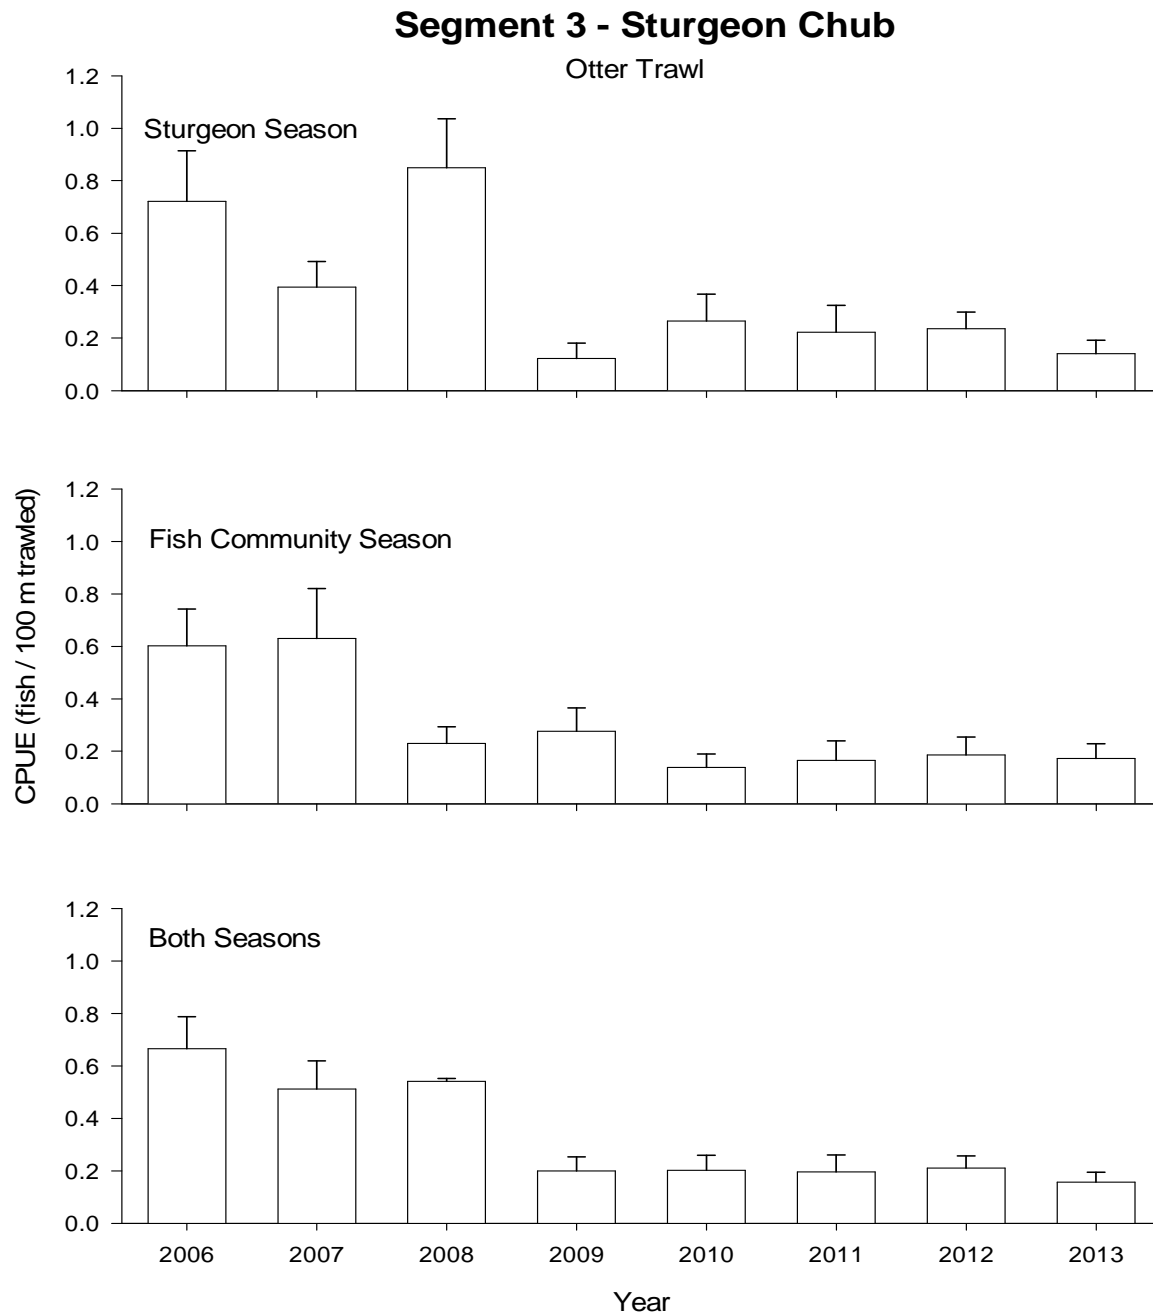 Segment 3 - Sturgeon Chub
Otter Trawl
1.2
Sturgeon Season
1.0
0.8
0.6
0.4
0.2
0.0
CPUE (fish / 100 m trawled)
1.2
Fish Community Season
1.0
0.8
0.6
0.4
0.2
0.0
1.2
Both Seasons
1.0
0.8
0.6
0.4
0.2
0.0
2006 2007 2008 2009 2010 2011 2012 2013
Year